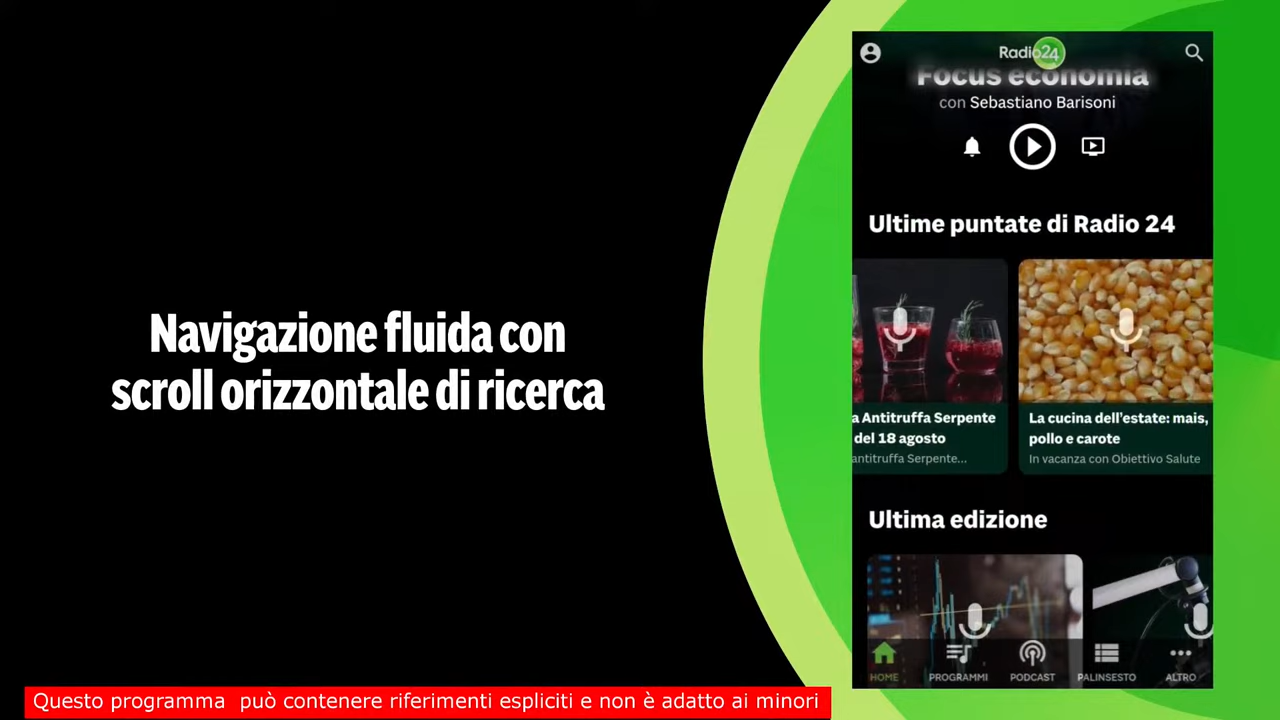 Radio24
Focus economia
con Sebastiano Barisoni
Ultime puntate di Radio 24
Navigazione fluida con
scroll orizzontale di ricerca
a Antitruffa Serpente
del 18 agosto
antitruffa Serpente...
La cucina dell'estate: mais,
pollo e carote
In vacanza con Obiettivo Salute
Ultima edizione
HOME
PROGRAMMI
PODCAST
PALINSESTO
ALTRO
Questo programma può contenere riferimenti espliciti e non è adatto ai minori